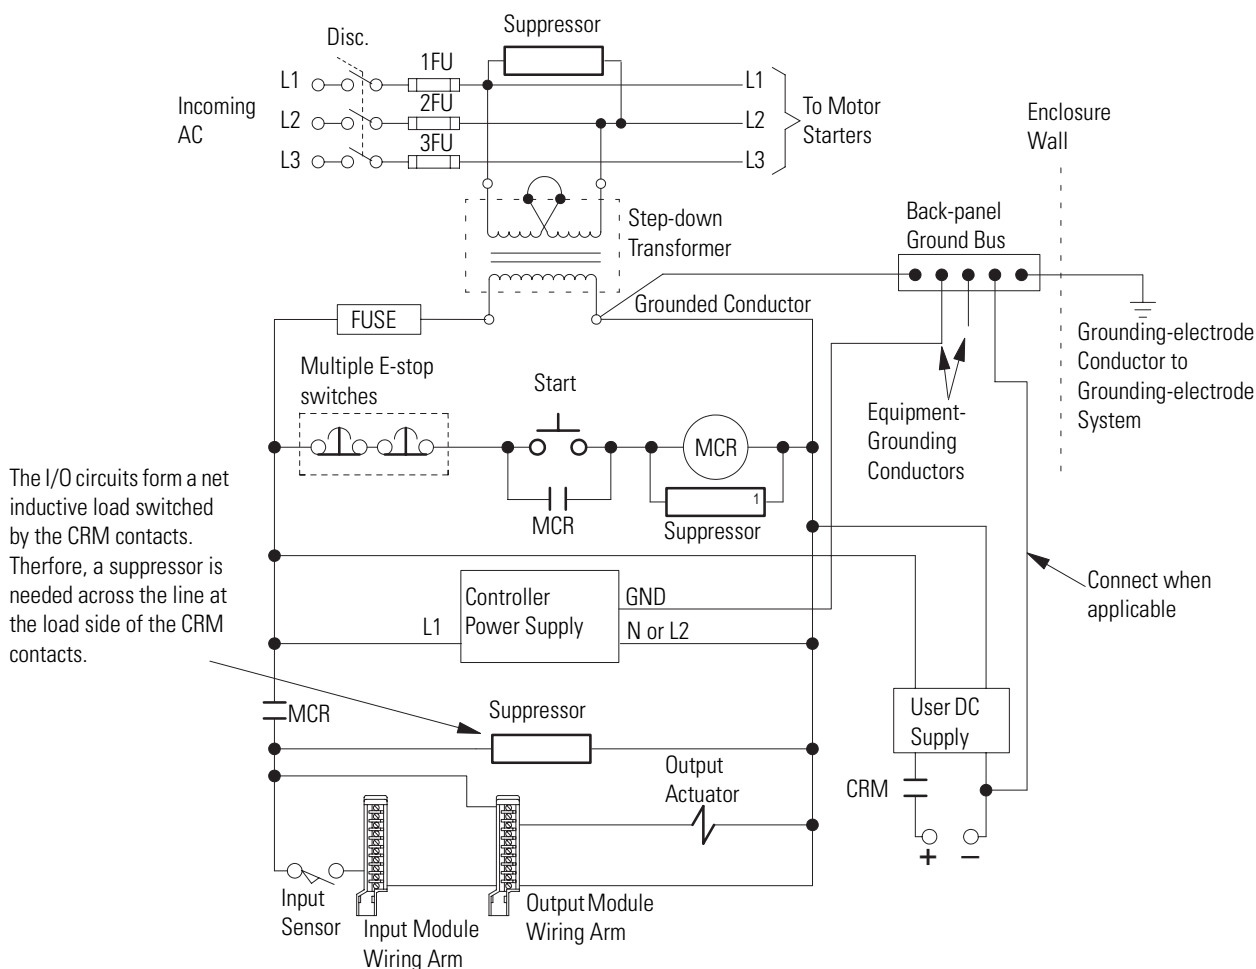 Suppressor
Disc.
1FU
L1
L1
Incoming
AC
2FU
L2
L2
To Motor
Starters
3FU
L3
L3
Enclosure
Wall
Step-down
Transformer
Back-panel
Ground Bus
Grounded Conductor
FUSE
Grounding-electrode
Conductor to
Grounding-electrode
System
Multiple E-stop
switches
Start
Equipment-
Grounding
Conductors
MCR
The I/O circuits form a net
inductive load switched
by the CRM contacts.
Therfore, a suppressor is
needed across the line at
the load side of the CRM
contacts.
1
MCR
Suppressor
Connect when
applicable
Controller
Power Supply
GND
L1
N or L2
MCR
Suppressor
User DC
Supply
Output
Actuator
CRM
+
–
Input
Sensor
Input Module
Wiring Arm
Output Module
Wiring Arm